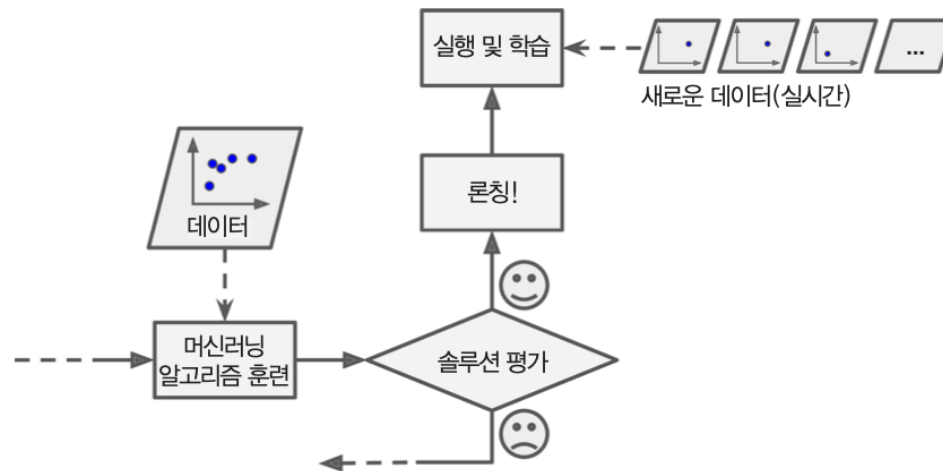 실행 및 학습
...
새로운 데이터(실시간)
론칭!
데이터
머신러닝
알고리즘 훈련
솔루션 평가